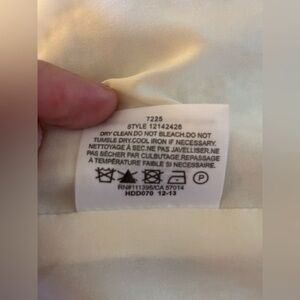 7225
STYLE 12142426
DRY CLEAN.DO NOT BLEACH.DO NOT
TUMBLE DRY.COOL IRON IF NECESSARY.
NETTOYAGE À SEC.NE PAS JAVELLISER.NE
PAS SÉCHER PAR CULBUTAGE.REPASSAGE
À TEMPÉRATURE TIÈDE SI NÉCESSAIRE.
P
RN#111395/CA 57014
HDD070 12-13